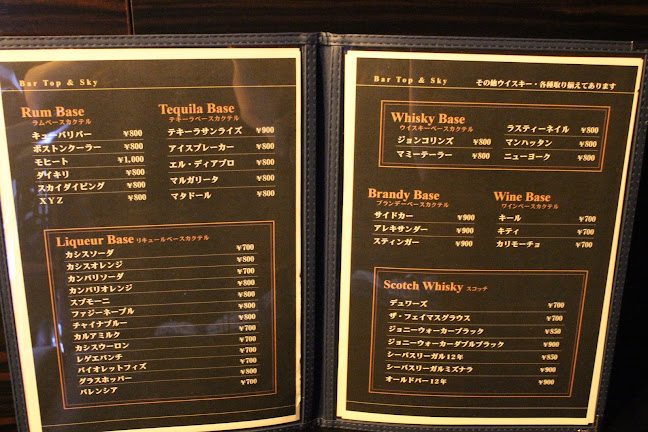 Bar Top & Sky
Rum Base
ラムベースカクテル
キューバリバー ¥800
ボストンクーラー ¥800
モヒート ¥1,000
ダイキリ ¥800
スカイダイビング ¥800
XYZ ¥800
Tequila Base
テキーラベースカクテル
テキーラサンライズ ¥900
アイスブレーカー ¥800
エル・ディアブロ ¥800
マルガリータ ¥800
マタドール ¥800
Liqueur Base リキュールベースカクテル
カシスソーダ ¥700
カシスオレンジ ¥800
カンパリソーダ ¥700
カンパリオレンジ ¥800
スプモーニ ¥800
ファジーネーブル ¥800
チャイナブルー ¥800
カルアミルク ¥700
カシスウーロン ¥700
レゲエパンチ ¥700
バイオレットフィズ ¥800
グラスホッパー ¥700
バレンシア ¥700
Bar Top & Sky その他ウイスキー・各種取り揃えてあります
Whisky Base
ウイスキーベースカクテル
ジョンコリンズ ¥800
マミーテーラー ¥800
ラスティーネイル ¥800
マンハッタン ¥800
ニューヨーク ¥800
Brandy Base
ブランデーベースカクテル
サイドカー ¥900
アレキサンダー ¥900
スティンガー ¥900
Wine Base
ワインベースカクテル
キール ¥700
キティ ¥700
カリモーチョ ¥700
Scotch Whisky スコッチ
デュワーズ ¥700
ザ・フェイマスグラウス ¥700
ジョニーウォーカーブラック ¥850
ジョニーウォーカーダブルブラック ¥900
シーバスリーガル12年 ¥850
シーバスリーガルミズナラ ¥900
オールドパー12年 ¥900